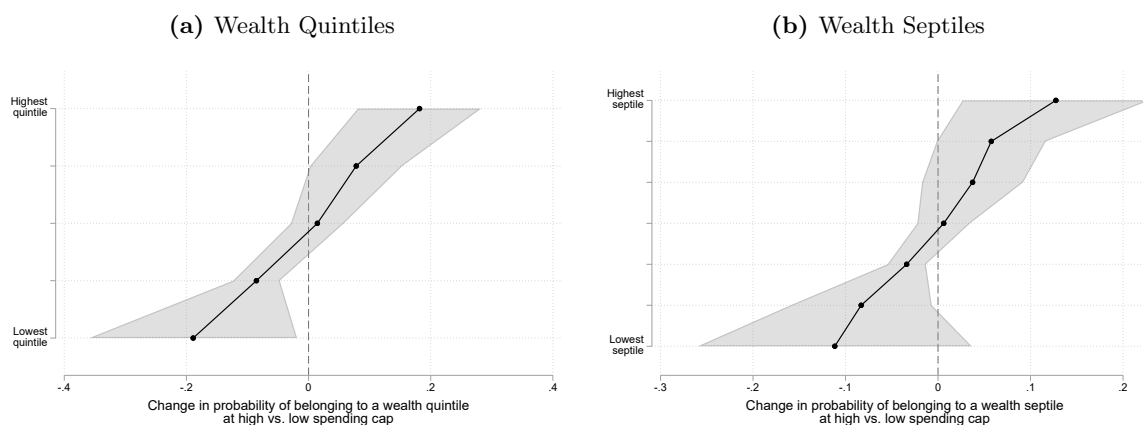 (a) Wealth Quintiles
Highest
quintile
Lowest
quintile
-.4
-.2
0
.2
.4
Change in probability of belonging to a wealth quintile
at high vs. low spending cap
(b) Wealth Septiles
Highest
septile
Lowest
septile
-.3
-.2
-.1
0
.1
.2
Change in probability of belonging to a wealth septile
at high vs. low spending cap